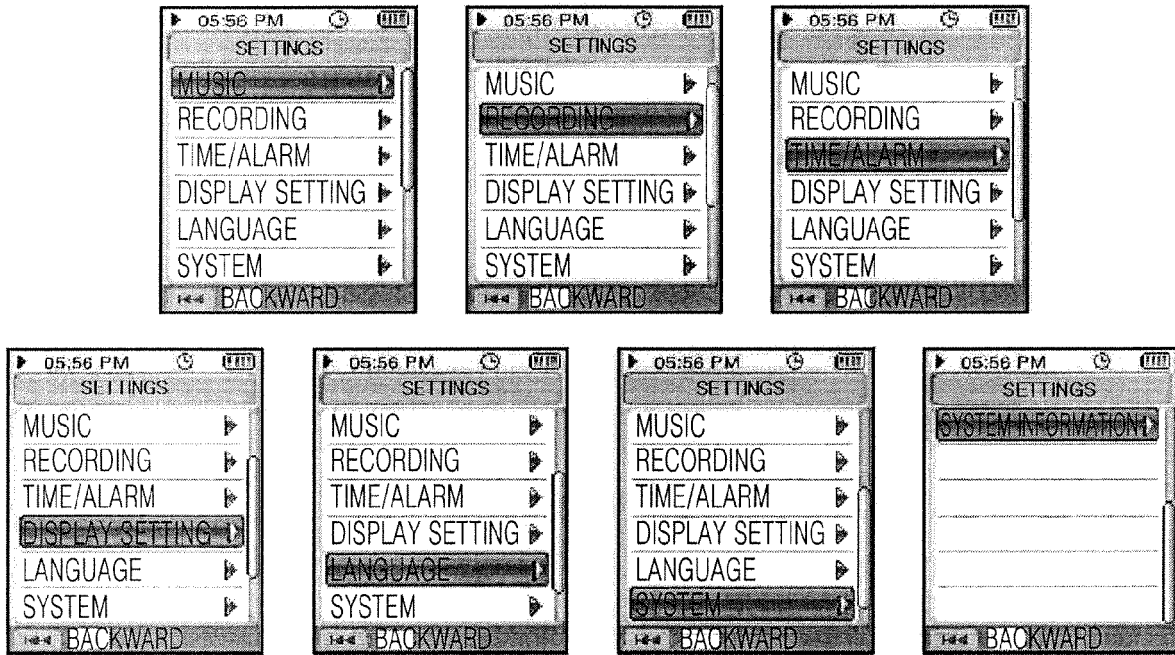 05:56 PM
SETTINGS
MUSIC
RECORDING
TIME/ALARM
DISPLAY SETTING
LANGUAGE
SYSTEM
BACKWARD
05:56 PM
SETTINGS
MUSIC
RECORDING
TIME/ALARM
DISPLAY SETTING
LANGUAGE
SYSTEM
BACKWARD
05:56 PM
SETTINGS
MUSIC
RECORDING
TIME/ALARM
DISPLAY SETTING
LANGUAGE
SYSTEM
BACKWARD
05:56 PM
SETTINGS
MUSIC
RECORDING
TIME/ALARM
DISPLAY SETTING
LANGUAGE
SYSTEM
BACKWARD
05:56 PM
SETTINGS
MUSIC
RECORDING
TIME/ALARM
DISPLAY SETTING
LANGUAGE
SYSTEM
BACKWARD
05:56 PM
SETTINGS
MUSIC
RECORDING
TIME/ALARM
DISPLAY SETTING
LANGUAGE
SYSTEM
BACKWARD
05:56 PM
SETTINGS
SYSTEM INFORMATION
BACKWARD